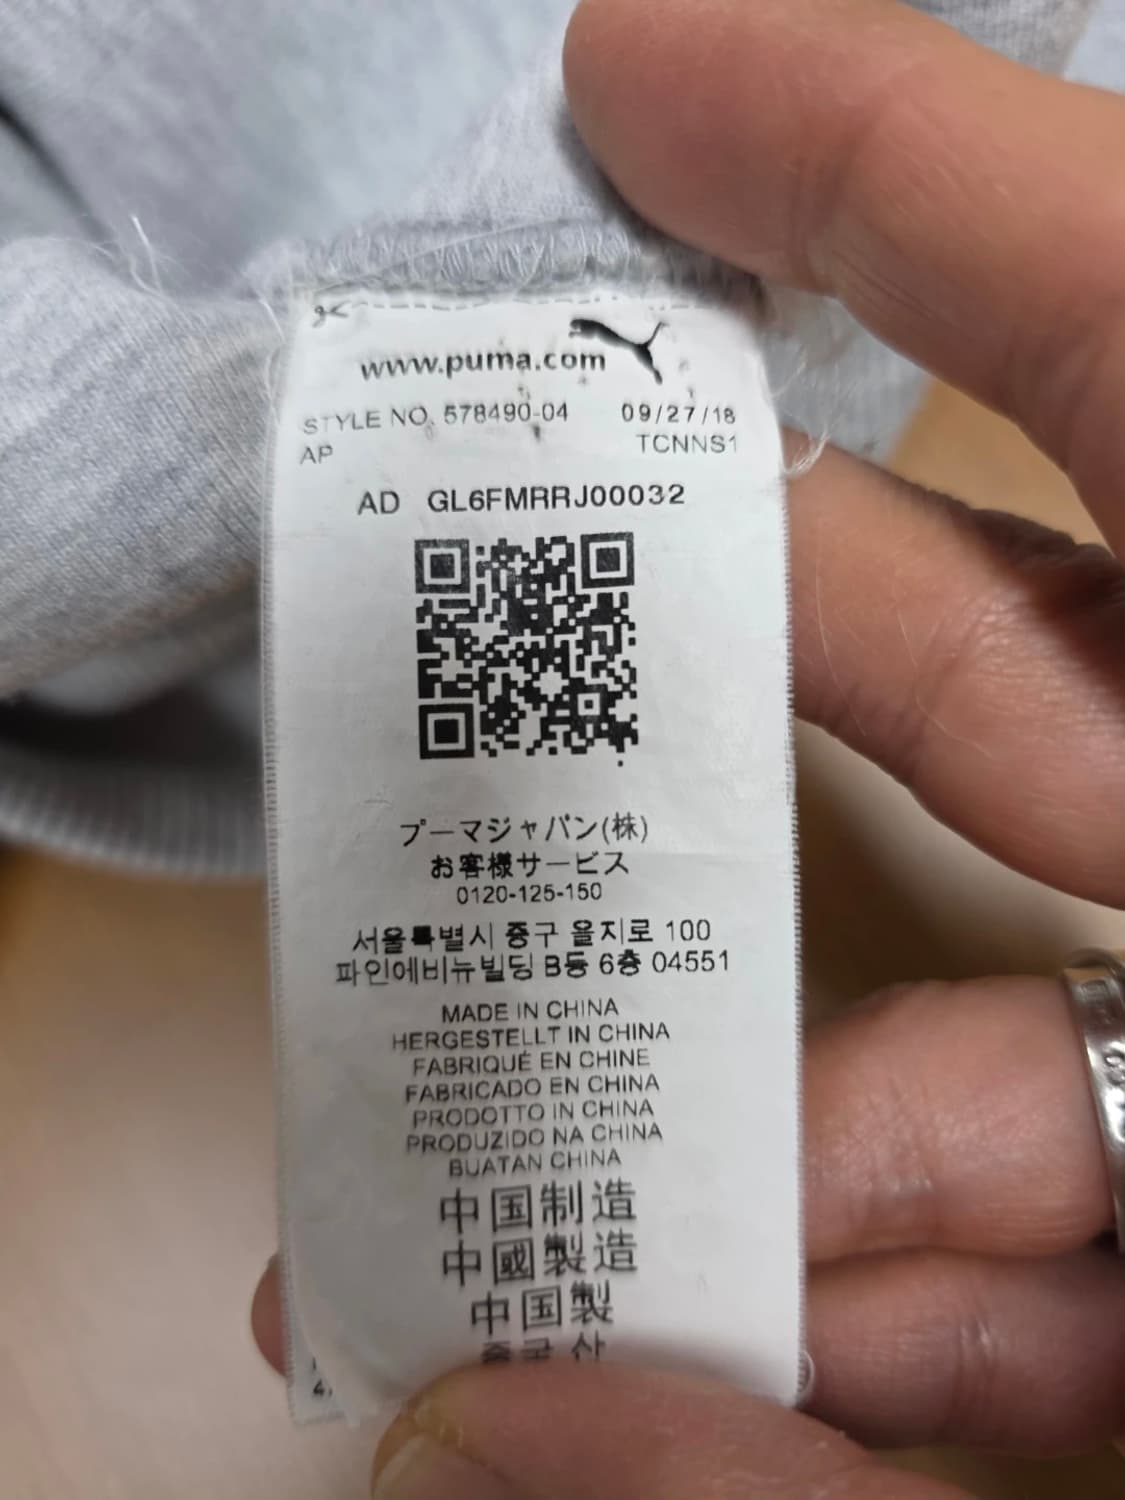 www.puma.com
STYLE NO. 578490-04 09/27/18
AP TCNNS1
AD GL6FMRRJ00032
プーマジャパン(株)
お客様サービス
0120-125-150
서울특별시 중구 을지로 100
파인에비뉴빌딩 B동 6층 04551
MADE IN CHINA
HERGESTELLT IN CHINA
FABRIQUÉ EN CHINE
FABRICADO EN CHINA
PRODOTTO IN CHINA
PRODUZIDO NA CHINA
BUATAN CHINA
中国制造
中國製造
中国製
중국산